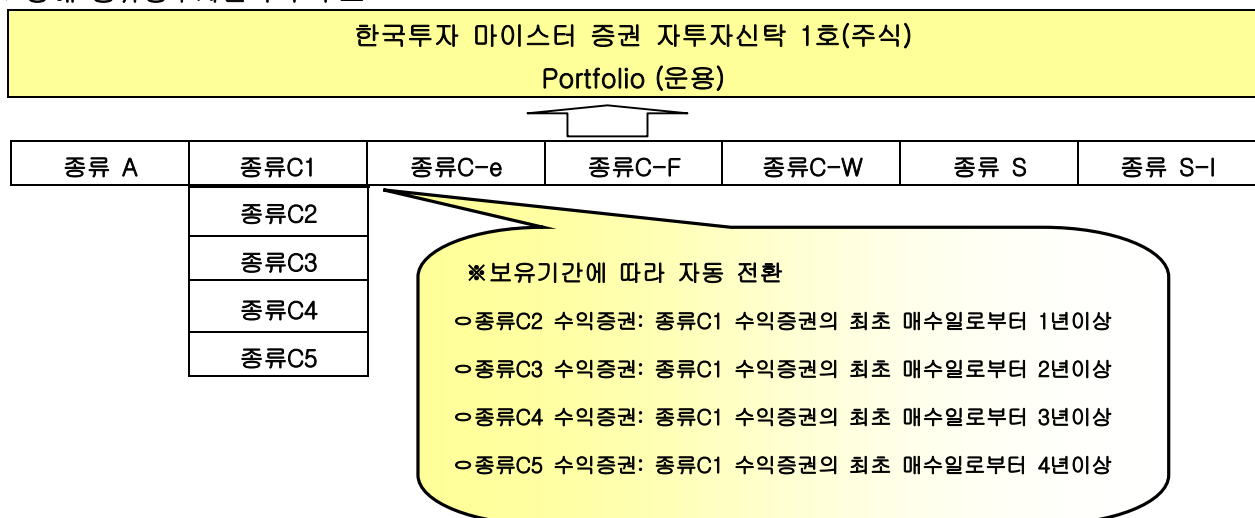 한국투자 마이스터 증권 자투자신탁 1호(주식)
Portfolio (운용)
종류 A 종류C1 종류C-e 종류C-F 종류C-W 종류 S 종류 S-I
종류C2
종류C3
종류C4
종류C5
※보유기간에 따라 자동 전환
ㅇ종류C2 수익증권: 종류C1 수익증권의 최초 매수일로부터 1년이상
ㅇ종류C3 수익증권: 종류C1 수익증권의 최초 매수일로부터 2년이상
ㅇ종류C4 수익증권: 종류C1 수익증권의 최초 매수일로부터 3년이상
ㅇ종류C5 수익증권: 종류C1 수익증권의 최초 매수일로부터 4년이상